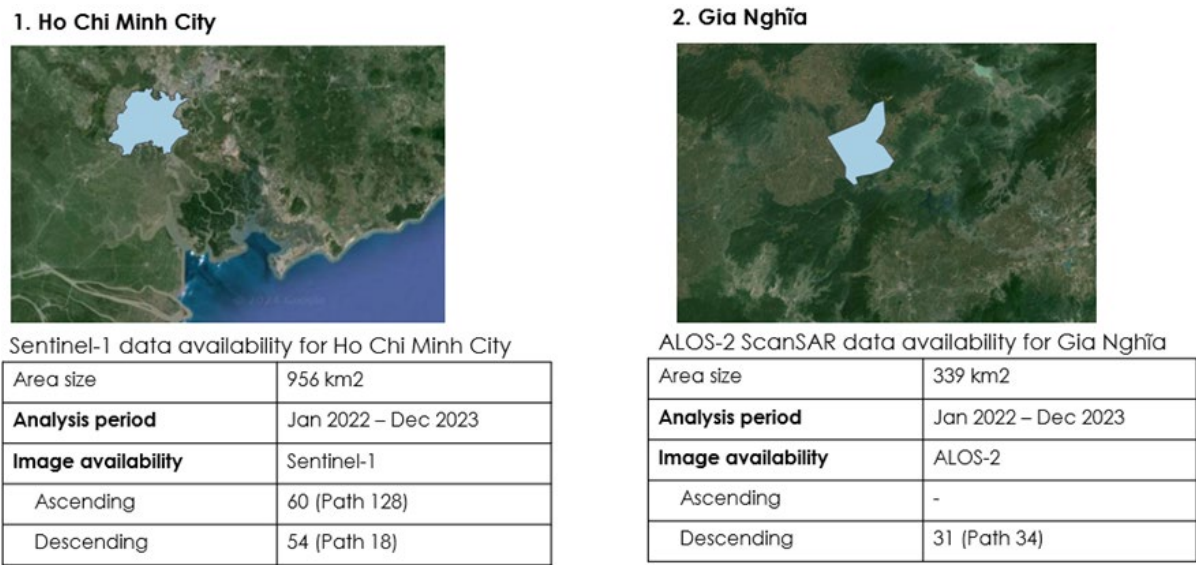 1. Ho Chi Minh City
Sentinel-1 data availability for Ho Chi Minh City
Area size 956 km2
Analysis period Jan 2022 – Dec 2023
Image availability Sentinel-1
Ascending 60 (Path 128)
Descending 54 (Path 18)
2. Gia Nghĩa
ALOS-2 ScanSAR data availability for Gia Nghĩa
Area size 339 km2
Analysis period Jan 2022 – Dec 2023
Image availability ALOS-2
Ascending -
Descending 31 (Path 34)